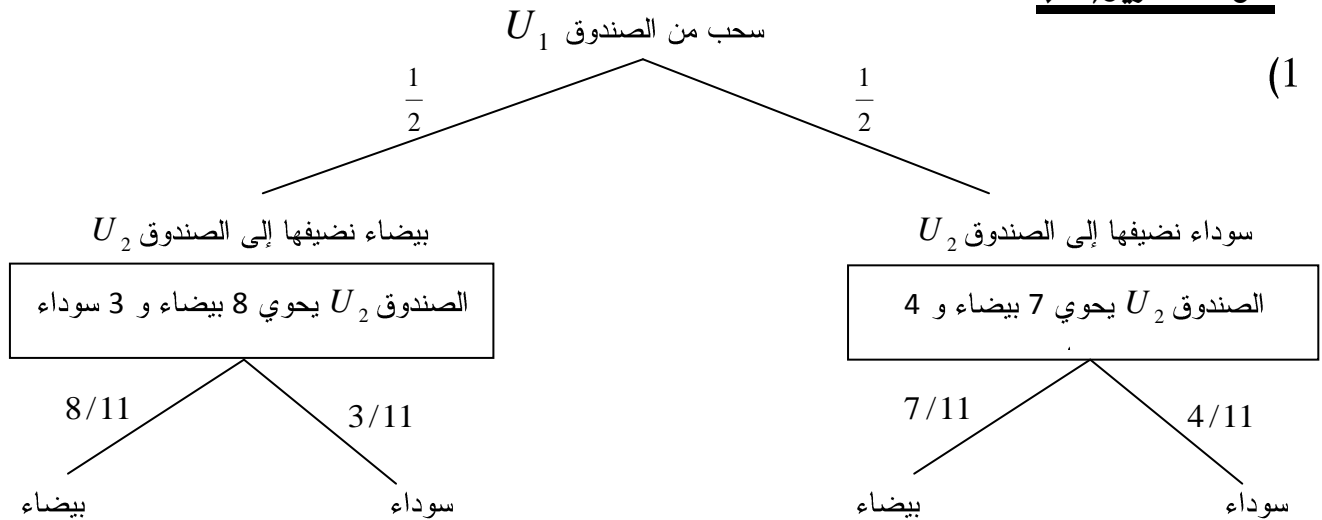 سحب من الصندوق U₁
(1
1/2
1/2
بيضاء نضيفها إلى الصندوق U₂
سوداء نضيفها إلى الصندوق U₂
الصندوق U₂ يحوي 8 بيضاء و 3 سوداء
الصندوق U₂ يحوي 7 بيضاء و 4
8/11
3/11
7/11
4/11
بيضاء
سوداء
بيضاء
سوداء